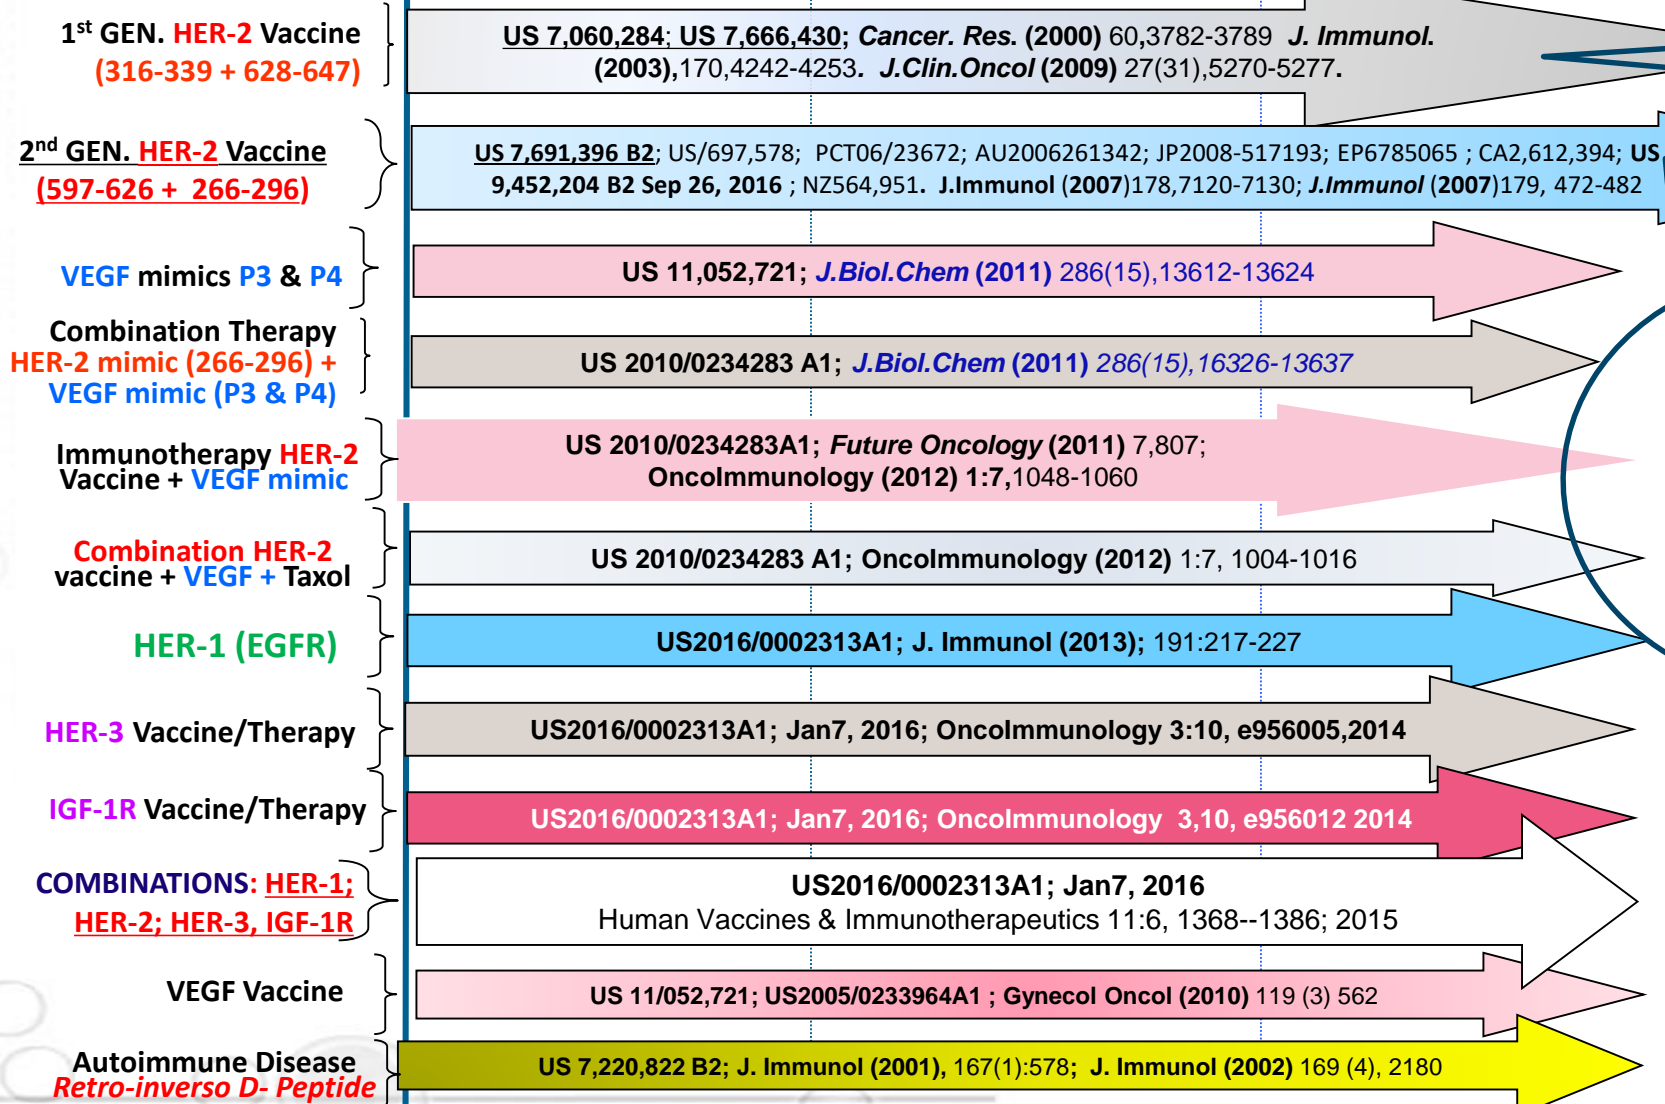 1st GEN. HER-2 Vaccine
(316-339 + 628-647)
US 7,060,284; US 7,666,430; Cancer. Res. (2000) 60,3782-3789 J. Immunol.
(2003),170,4242-4253. J.Clin.Oncol (2009) 27(31),5270-5277.
2nd GEN. HER-2 Vaccine
(597-626 + 266-296)
US 7,691,396 B2; US/697,578; PCT06/23672; AU2006261342; JP2008-517193; EP6785065 ; CA2,612,394; US
9,452,204 B2 Sep 26, 2016 ; NZ564,951. J.Immunol (2007)178,7120-7130; J.Immunol (2007)179, 472-482
VEGF mimics P3 & P4
US 11,052,721; J.Biol.Chem (2011) 286(15),13612-13624
Combination Therapy
HER-2 mimic (266-296) +
VEGF mimic (P3 & P4)
US 2010/0234283 A1; J.Biol.Chem (2011) 286(15),16326-13637
Immunotherapy HER-2
Vaccine + VEGF mimic
US 2010/0234283A1; Future Oncology (2011) 7,807;
OncoImmunology (2012) 1:7,1048-1060
Combination HER-2
vaccine + VEGF + Taxol
US 2010/0234283 A1; OncoImmunology (2012) 1:7, 1004-1016
HER-1 (EGFR)
US2016/0002313A1; J. Immunol (2013); 191:217-227
HER-3 Vaccine/Therapy
US2016/0002313A1; Jan7, 2016; OncoImmunology 3:10, e956005,2014
IGF-1R Vaccine/Therapy
US2016/0002313A1; Jan7, 2016; OncoImmunology 3,10, e956012 2014
COMBINATIONS: HER-1;
HER-2; HER-3, IGF-1R
US2016/0002313A1; Jan7, 2016
Human Vaccines & Immunotherapeutics 11:6, 1368--1386; 2015
VEGF Vaccine
US 11/052,721; US2005/0233964A1 ; Gynecol Oncol (2010) 119 (3) 562
Autoimmune Disease
Retro-inverso D- Peptide
US 7,220,822 B2; J. Immunol (2001), 167(1):578; J. Immunol (2002) 169 (4), 2180